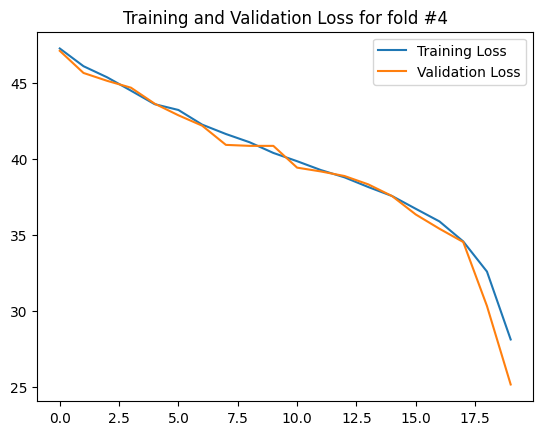 Training and Validation Loss for fold #4
Training Loss
Validation Loss
45
40
35
30
25
0.0 2.5 5.0 7.5 10.0 12.5 15.0 17.5